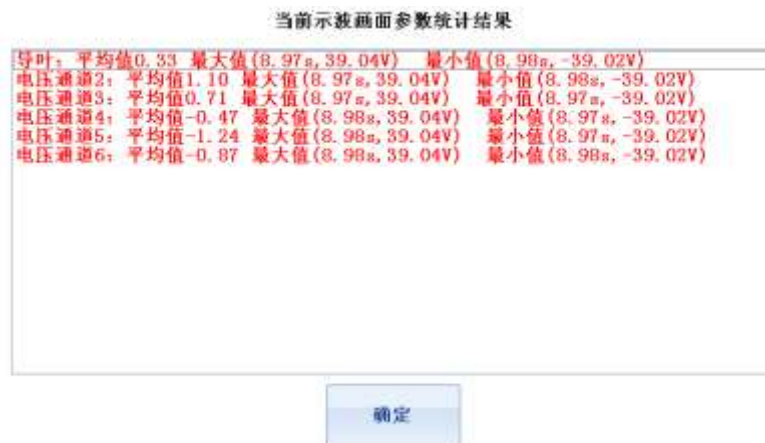 当前示波画面参数统计结果
导叶：平均值0.33 最大值(8.97s,39.04V) 最小值(8.98s,-39.02V)
电压通道2：平均值1.10 最大值(8.97s,39.04V) 最小值(8.98s,-39.02V)
电压通道3：平均值0.71 最大值(8.97s,39.04V) 最小值(8.97s,-39.02V)
电压通道4：平均值-0.47 最大值(8.98s,39.04V) 最小值(8.97s,-39.02V)
电压通道5：平均值-1.24 最大值(8.98s,39.04V) 最小值(8.97s,-39.02V)
电压通道6：平均值-0.87 最大值(8.98s,39.04V) 最小值(8.98s,-39.02V)
确定